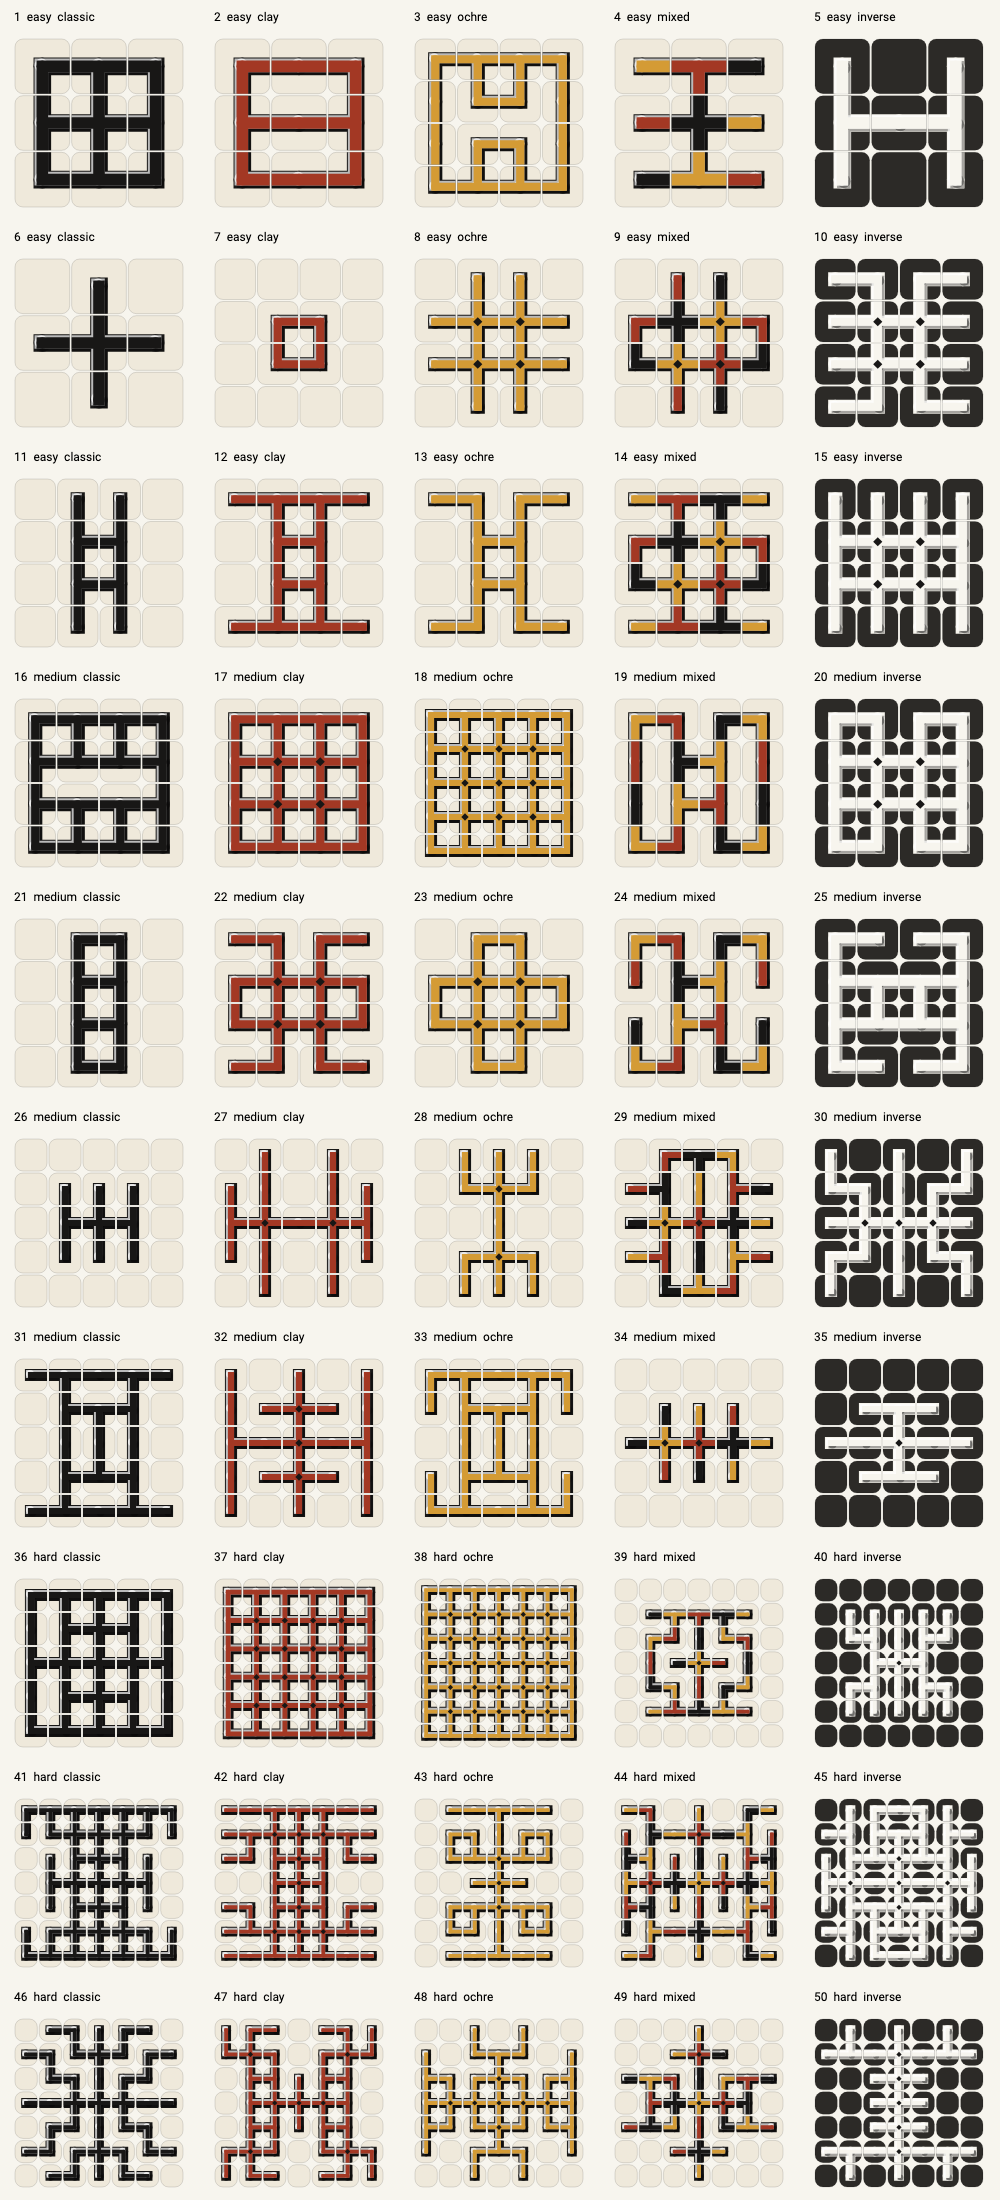 1 easy classic
2 easy clay
3 easy ochre
4 easy mixed
5 easy inverse
6 easy classic
7 easy clay
8 easy ochre
9 easy mixed
10 easy inverse
11 easy classic
12 easy clay
13 easy ochre
14 easy mixed
15 easy inverse
16 medium classic
17 medium clay
18 medium ochre
19 medium mixed
20 medium inverse
21 medium classic
22 medium clay
23 medium ochre
24 medium mixed
25 medium inverse
26 medium classic
27 medium clay
28 medium ochre
29 medium mixed
30 medium inverse
31 medium classic
32 medium clay
33 medium ochre
34 medium mixed
35 medium inverse
36 hard classic
37 hard clay
38 hard ochre
39 hard mixed
40 hard inverse
41 hard classic
42 hard clay
43 hard ochre
44 hard mixed
45 hard inverse
46 hard classic
47 hard clay
48 hard ochre
49 hard mixed
50 hard inverse